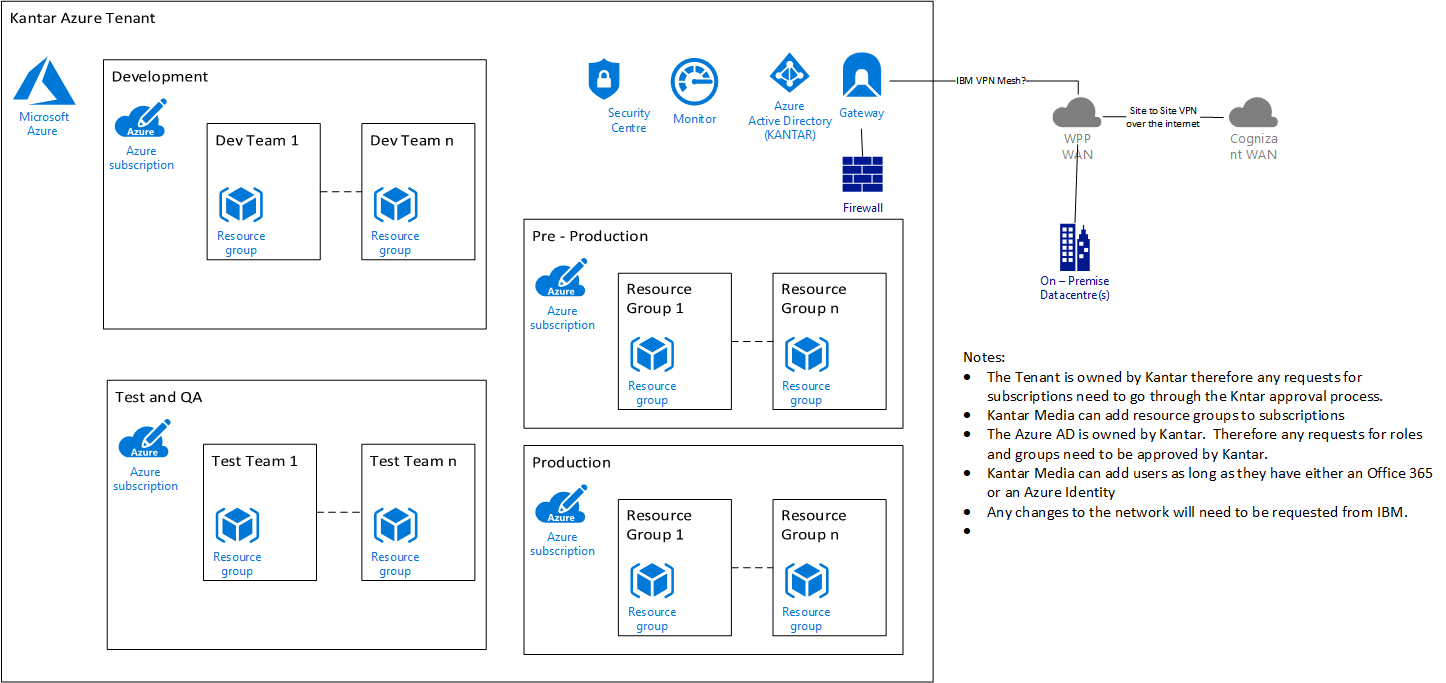 Kantar Azure Tenant
Microsoft
Azure
Development
Azure
Azure
subscription
Dev Team 1
Resource
group
Dev Team n
Resource
group
Security
Centre
Monitor
Azure
Active Directory
(KANTAR)
Gateway
Firewall
IBM VPN Mesh?
WPP
WAN
Site to Site VPN
over the internet
Cogniza
nt WAN
On – Premise
Datacentre(s)
Pre - Production
Azure
Azure
subscription
Resource
Group 1
Resource
group
Resource
Group n
Resource
group
Test and QA
Azure
Azure
subscription
Test Team 1
Resource
group
Test Team n
Resource
group
Production
Azure
Azure
subscription
Resource
Group 1
Resource
group
Resource
Group n
Resource
group
Notes:
• The Tenant is owned by Kantar therefore any requests for
subscriptions need to go through the Kntar approval process.
• Kantar Media can add resource groups to subscriptions
• The Azure AD is owned by Kantar.  Therefore any requests for roles
and groups need to be approved by Kantar.
• Kantar Media can add users as long as they have either an Office 365
or an Azure Identity
• Any changes to the network will need to be requested from IBM.
•